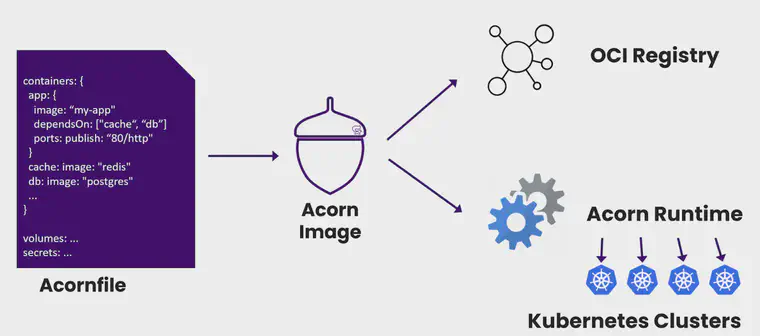 containers: {
app: {
image: “my-app"
dependsOn: ["cache“, “db”]
ports: publish: “80/http"
}
cache: image: "redis"
db: image: "postgres"
...
}
volumes: ...
secrets: ...
Acornfile
Acorn
Image
OCI Registry
Acorn Runtime
Kubernetes Clusters